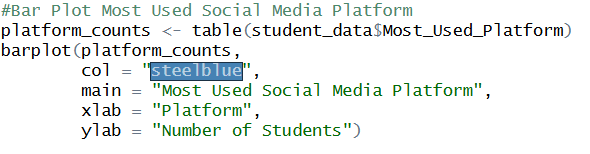 #Bar Plot Most Used Social Media Platform
platform_counts <- table(student_data$Most_Used_Platform)
barplot(platform_counts,
        col = "steelblue",
        main = "Most Used Social Media Platform",
        xlab = "Platform",
        ylab = "Number of Students")